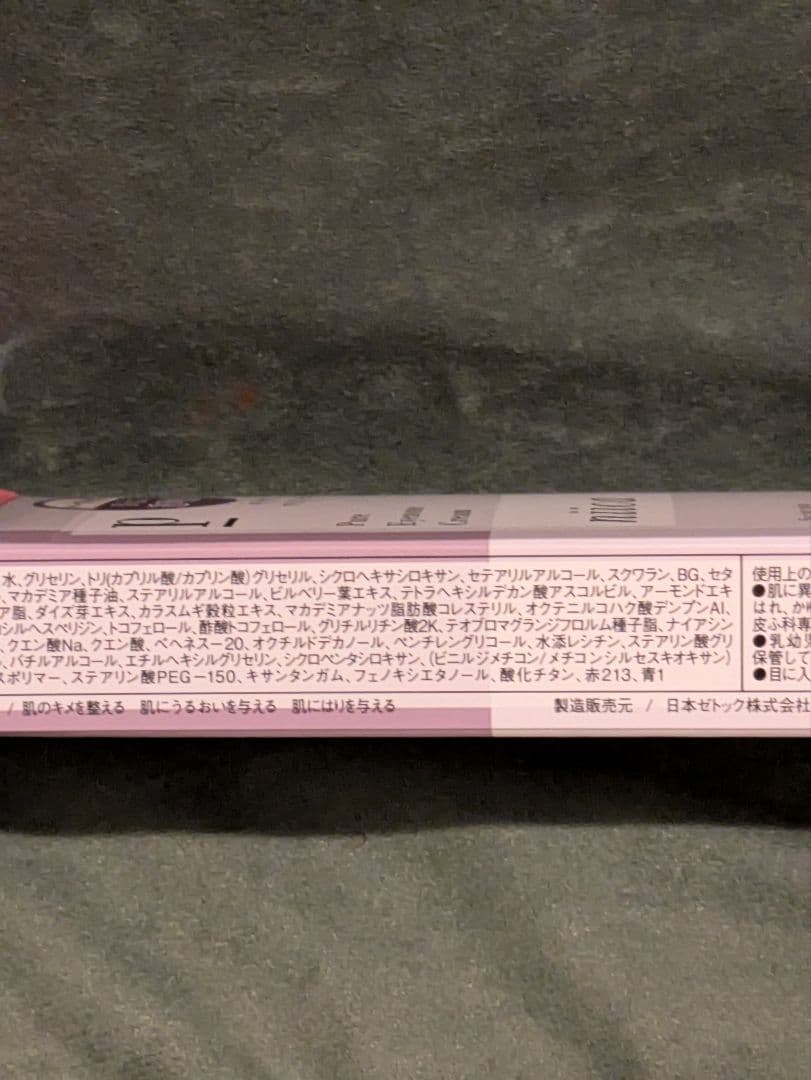 p_
Pure
Cream
nüca
水、グリセリン、トリ(カプリル酸/カプリン酸)グリセリル、シクロヘキサシロキサン、セテアリルアルコール、スクワラン、BG、セタ
、マカデミア種子油、ステアリルアルコール、ビルベリー葉エキス、テトラヘキシルデカン酸アスコルビル、アーモンドエキ
ア脂、ダイズ芽エキス、カラスムギ穀粒エキス、マカデミアナッツ脂肪酸コレステリル、オクテニルコハク酸デンプンAl、
コシルヘスペリジン、トコフェロール、酢酸トコフェロール、グリチルリチン酸2K、テオブロマグランジフロルム種子脂、ナイアシン
、クエン酸Na、クエン酸、ベヘネス-20、オクチルドデカノール、ペンチレングリコール、水添レシチン、ステアリン酸グリ
、バチルアルコール、エチルヘキシルグリセリン、シクロペンタシロキサン、(ビニルジメチコン/メチコンシルセスキオキサン)
スポリマー、ステアリン酸PEG-150、キサンタンガム、フェノキシエタノール、酸化チタン、赤213、青1
使用上の
●肌に異
はれ、か
皮ふ科専
●乳幼
保管して
●目に入
/ 肌のキメを整える 肌にうるおいを与える 肌にはりを与える
製造販売元 / 日本ゼトック株式会社